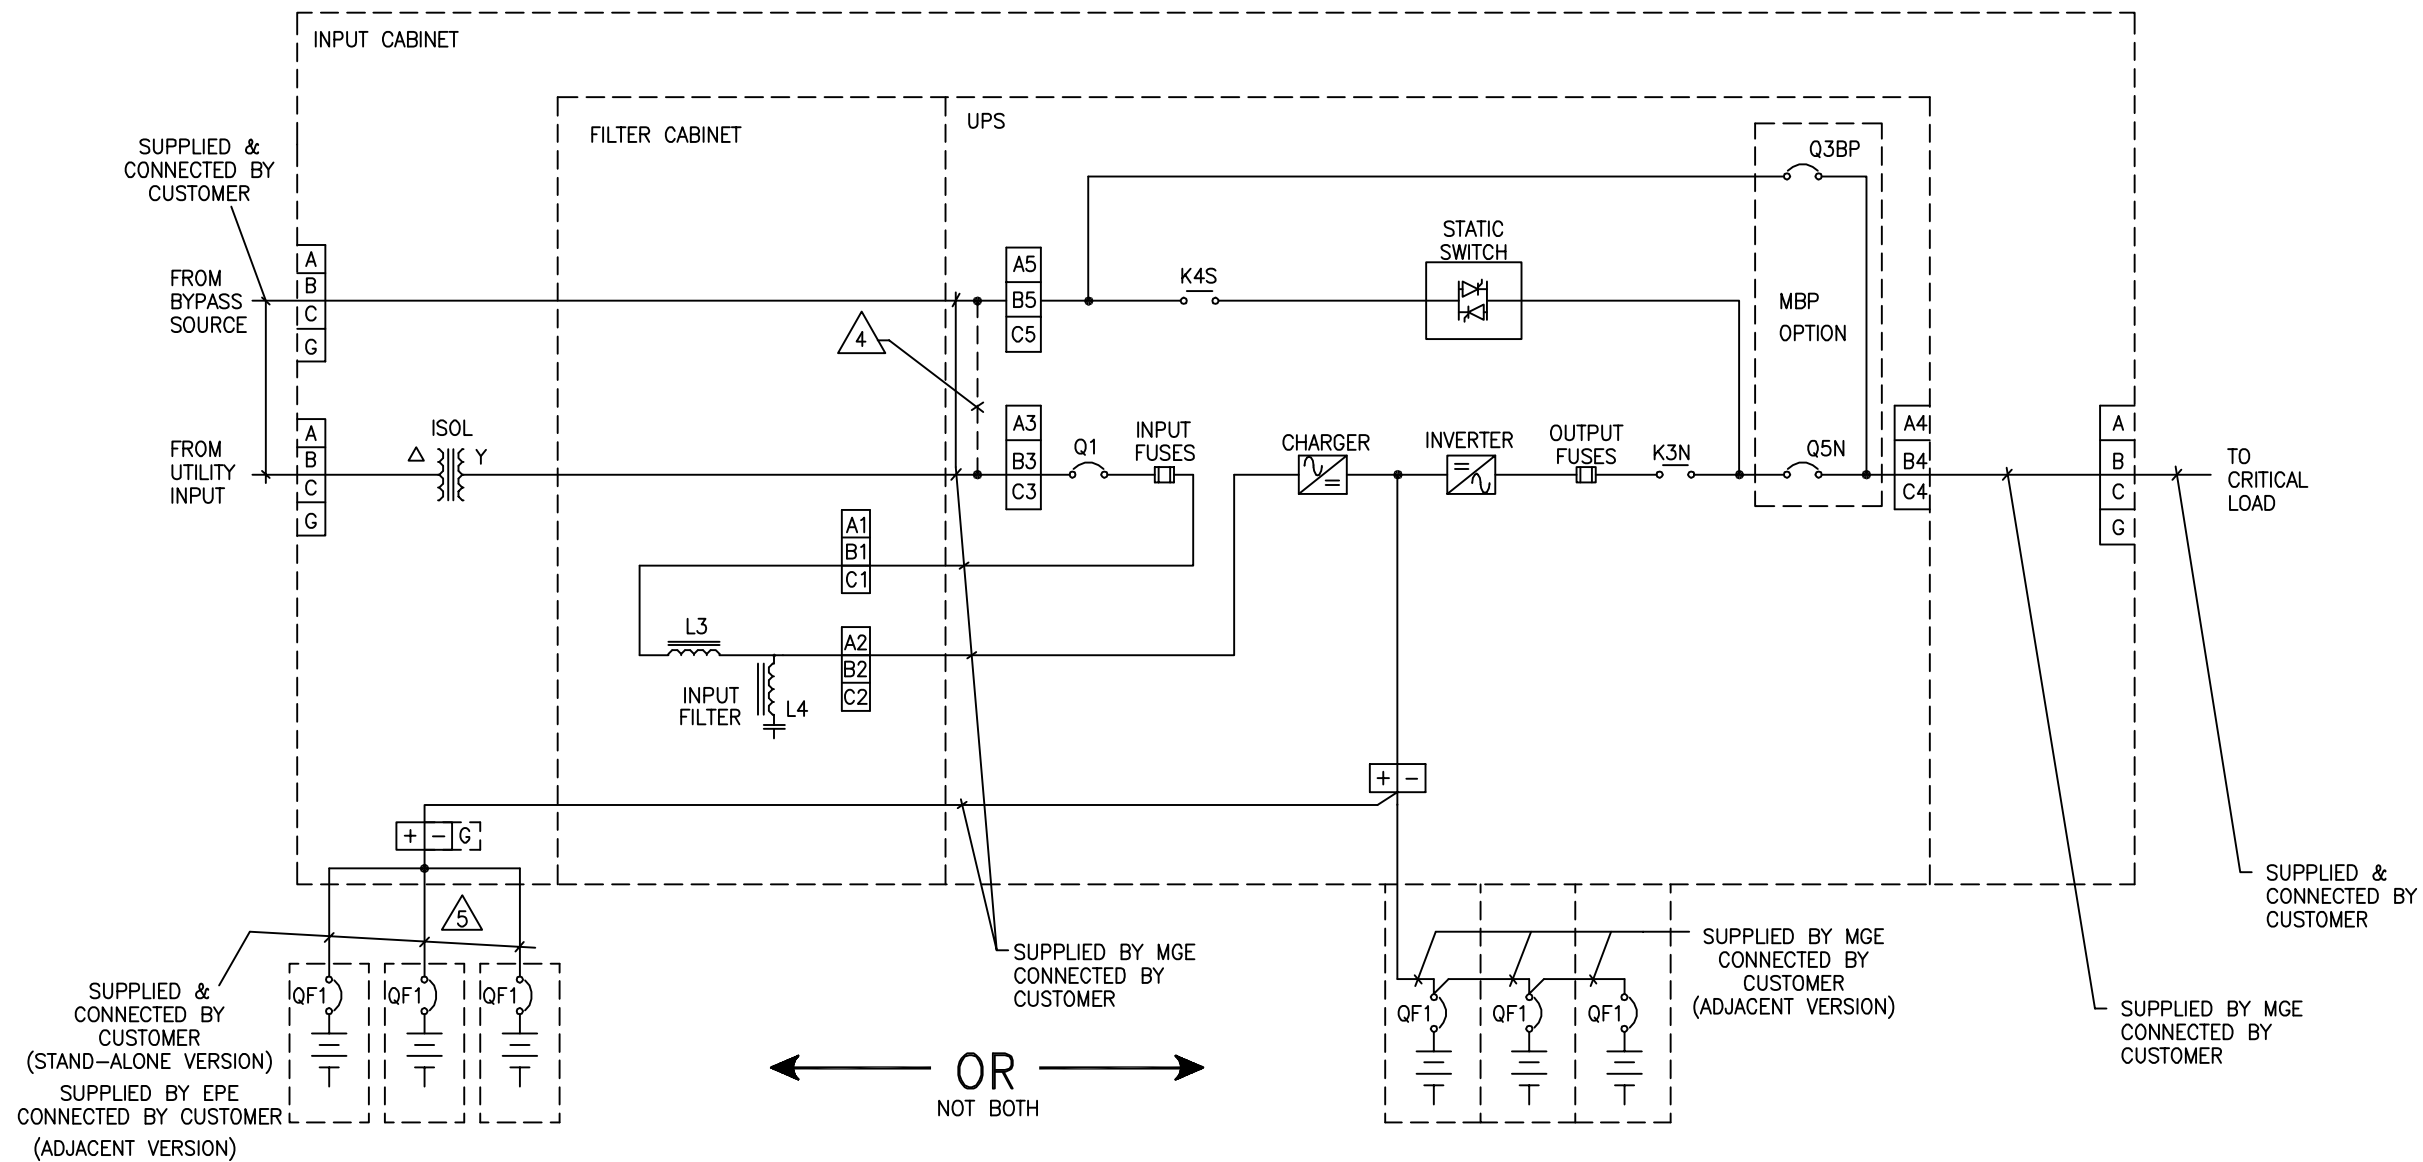 INPUT CABINET
FILTER CABINET
UPS
SUPPLIED &
CONNECTED BY
CUSTOMER
FROM
BYPASS
SOURCE
A
B
C
G
4
A5
B5
C5
K4S
STATIC
SWITCH
Q3BP
MBP
OPTION
FROM
UTILITY
INPUT
A
B
C
G
ISOL
Y
A3
B3
C3
Q1
INPUT
FUSES
CHARGER
INVERTER
OUTPUT
FUSES
K3N
Q5N
A4
B4
C4
A
B
C
G
TO
CRITICAL
LOAD
A1
B1
C1
L3
A2
B2
C2
INPUT
FILTER
L4
+ -
+ - G
5
SUPPLIED &
CONNECTED BY
CUSTOMER
(STAND-ALONE VERSION)
SUPPLIED BY EPE
CONNECTED BY CUSTOMER
(ADJACENT VERSION)
QF1
QF1
QF1
SUPPLIED BY MGE
CONNECTED BY
CUSTOMER
OR
NOT BOTH
QF1
QF1
QF1
SUPPLIED BY MGE
CONNECTED BY
CUSTOMER
(ADJACENT VERSION)
SUPPLIED BY MGE
CONNECTED BY
CUSTOMER
SUPPLIED &
CONNECTED BY
CUSTOMER